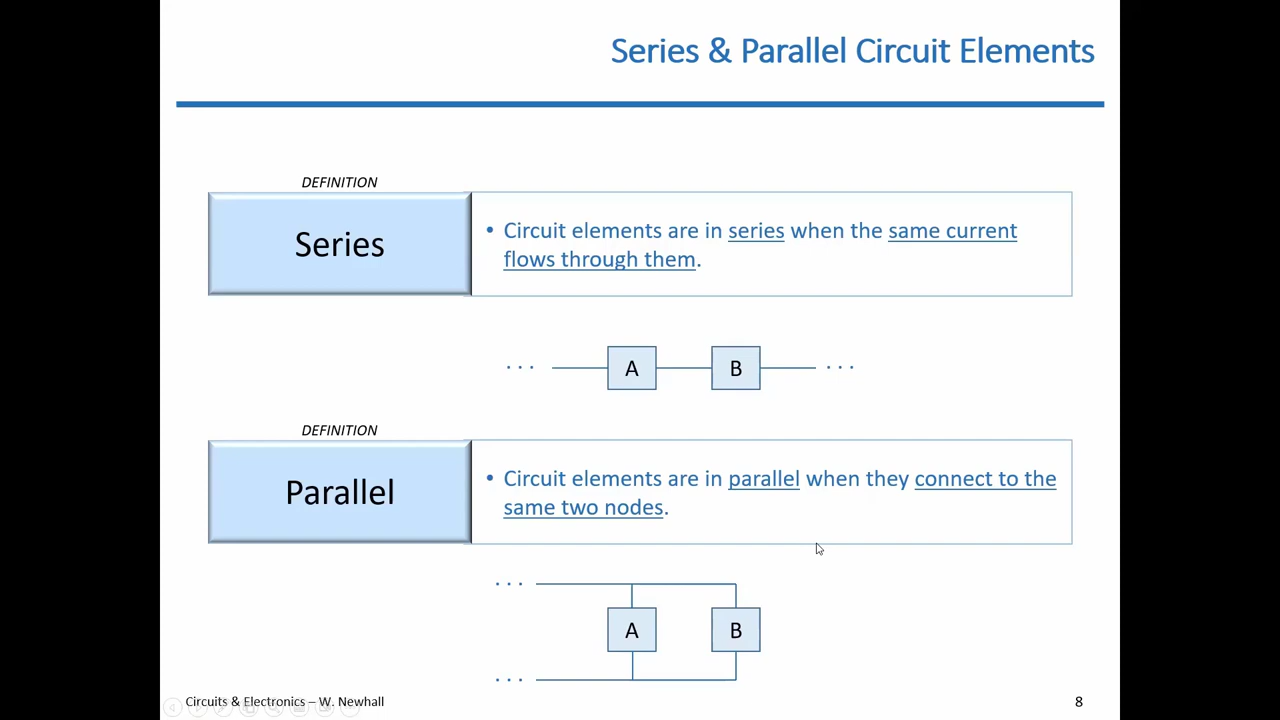 Series & Parallel Circuit Elements
DEFINITION
Series
• Circuit elements are in series when the same current
flows through them.
· · · A B · · ·
DEFINITION
Parallel
• Circuit elements are in parallel when they connect to the
same two nodes.
· · ·
A B
· · ·
Circuits & Electronics – W. Newhall 8